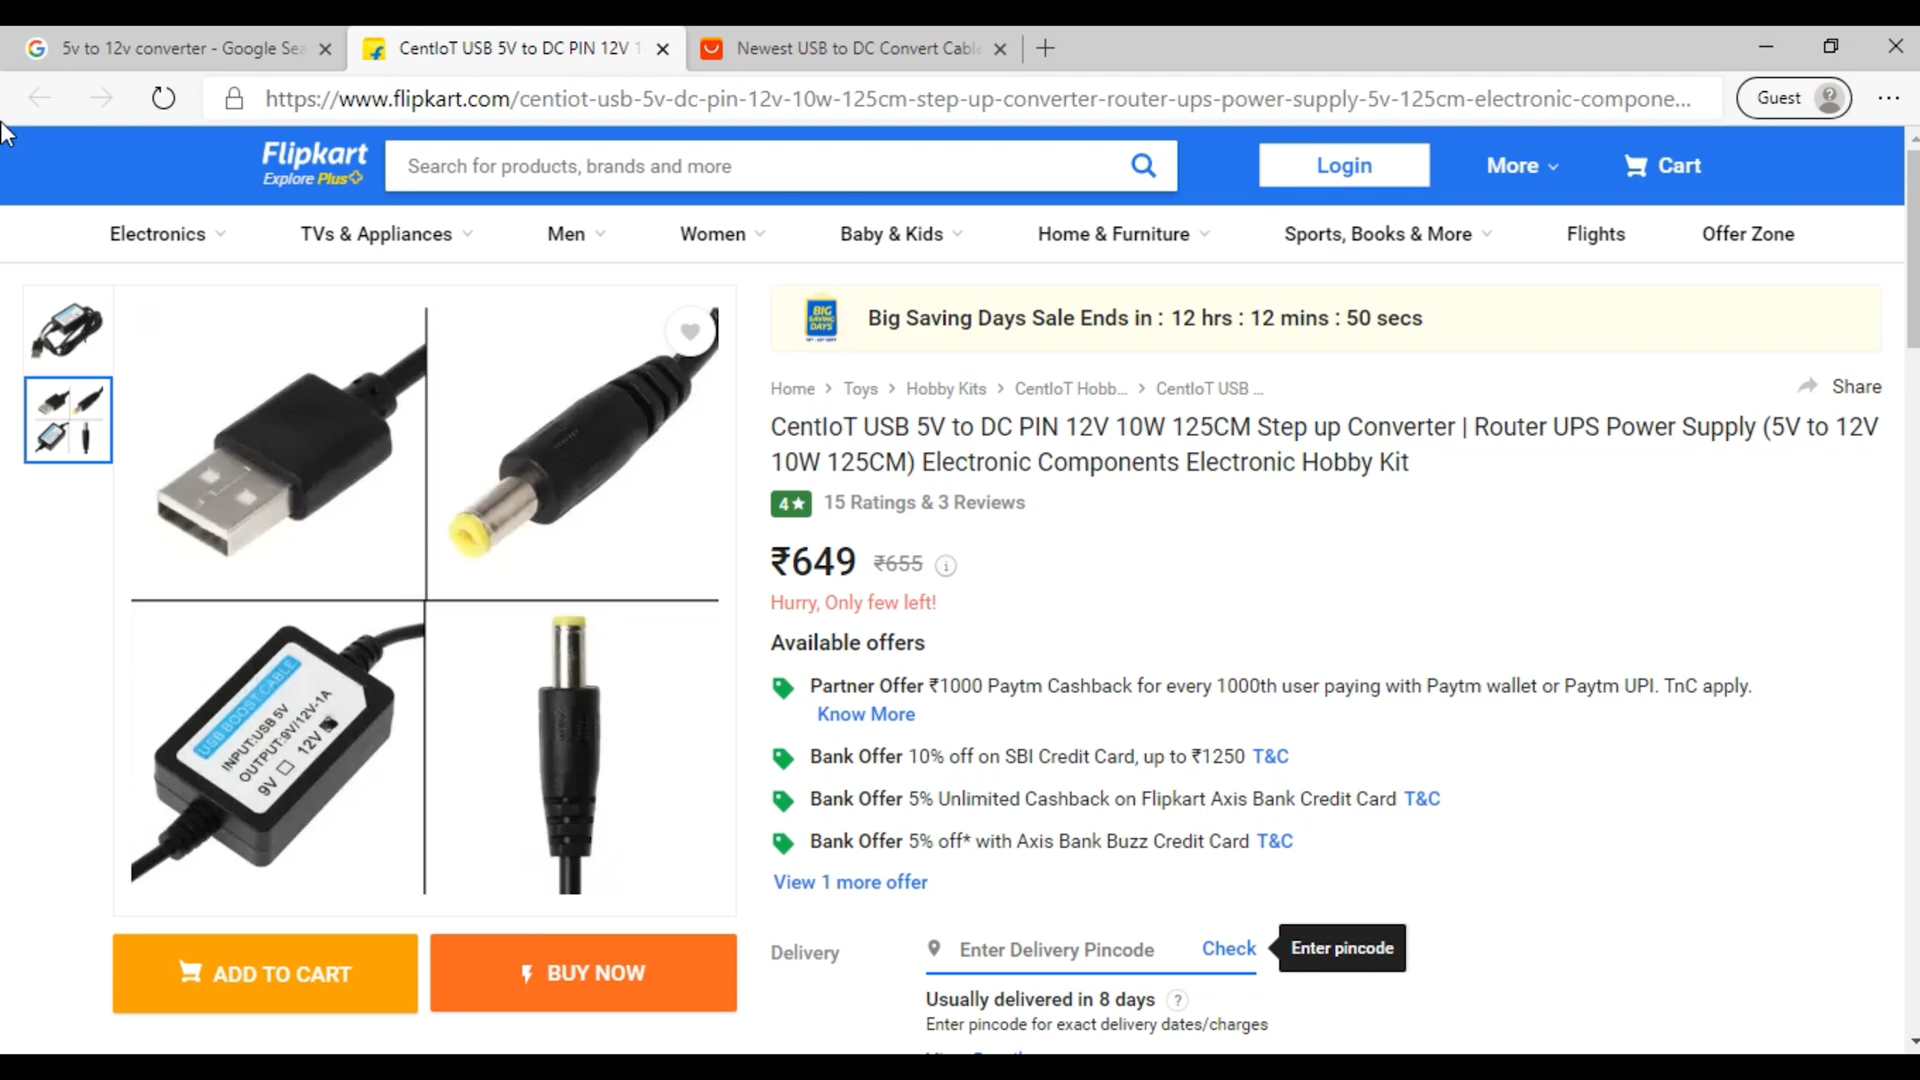 5v to 12v converter - Google Sea
CentIoT USB 5V to DC PIN 12V 1
Newest USB to DC Convert Cable
https://www.flipkart.com/centiot-usb-5v-dc-pin-12v-10w-125cm-step-up-converter-router-ups-power-supply-5v-125cm-electronic-compone...
Guest
Flipkart
Explore Plus
Search for products, brands and more
Login
More
Cart
Electronics
TVs & Appliances
Men
Women
Baby & Kids
Home & Furniture
Sports, Books & More
Flights
Offer Zone
BIG SAVING DAYS
Big Saving Days Sale Ends in : 12 hrs : 12 mins : 50 secs
Home > Toys > Hobby Kits > CentIoT Hobb... > CentIoT USB ...
Share
CentIoT USB 5V to DC PIN 12V 10W 125CM Step up Converter | Router UPS Power Supply (5V to 12V
10W 125CM) Electronic Components Electronic Hobby Kit
4★ 15 Ratings & 3 Reviews
₹649 ₹655
Hurry, Only few left!
Available offers
Partner Offer ₹1000 Paytm Cashback for every 1000th user paying with Paytm wallet or Paytm UPI. TnC apply.
Know More
Bank Offer 10% off on SBI Credit Card, up to ₹1250 T&C
Bank Offer 5% Unlimited Cashback on Flipkart Axis Bank Credit Card T&C
Bank Offer 5% off* with Axis Bank Buzz Credit Card T&C
View 1 more offer
USB BOOST CABLE
INPUT:USB 5V
OUTPUT:9V/12V-1A
9V 12V
ADD TO CART
BUY NOW
Delivery
Enter Delivery Pincode
Check
Enter pincode
Usually delivered in 8 days ?
Enter pincode for exact delivery dates/charges